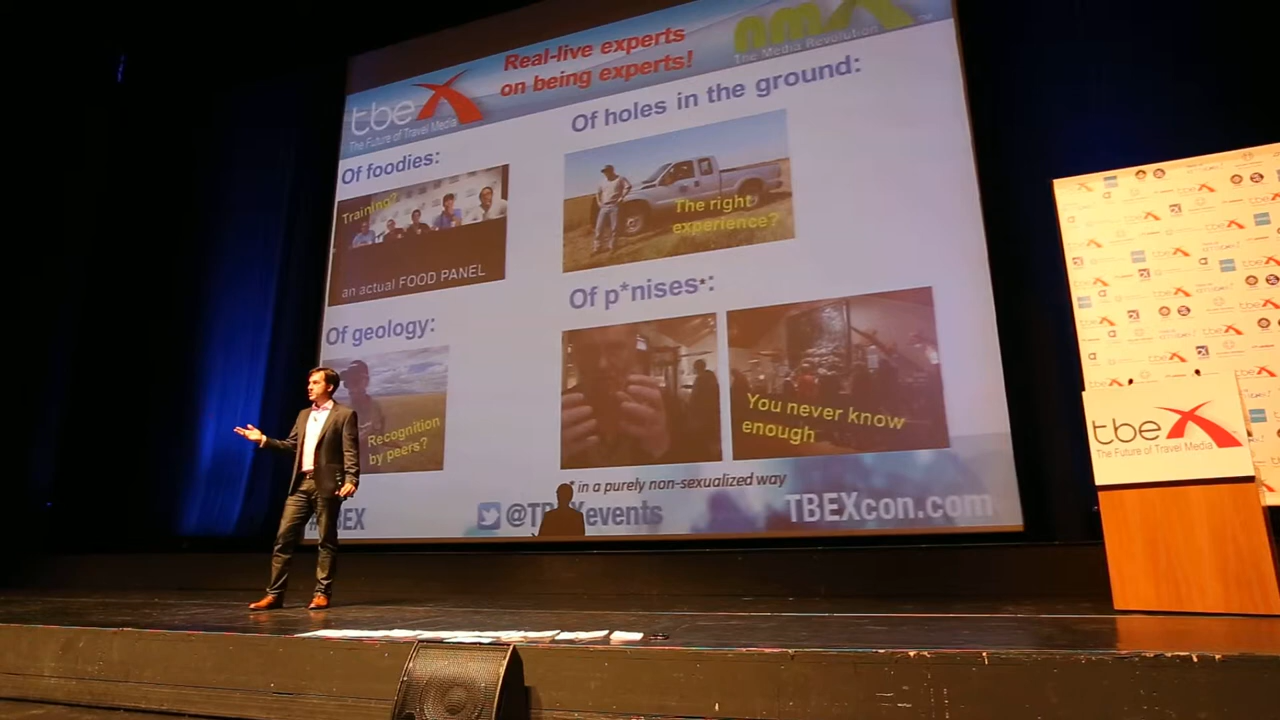 Real-live experts
on being experts!
tbex
The Future of Travel Media
nmx
The Media Revolution
Of foodies:
Training?
an actual FOOD PANEL
Of holes in the ground:
The right
experience?
Of geology:
Recognition
by peers?
Of p*nises*:
You never know
enough
* in a purely non-sexualized way
TBEXcon.com
tbex
The Future of Travel Media